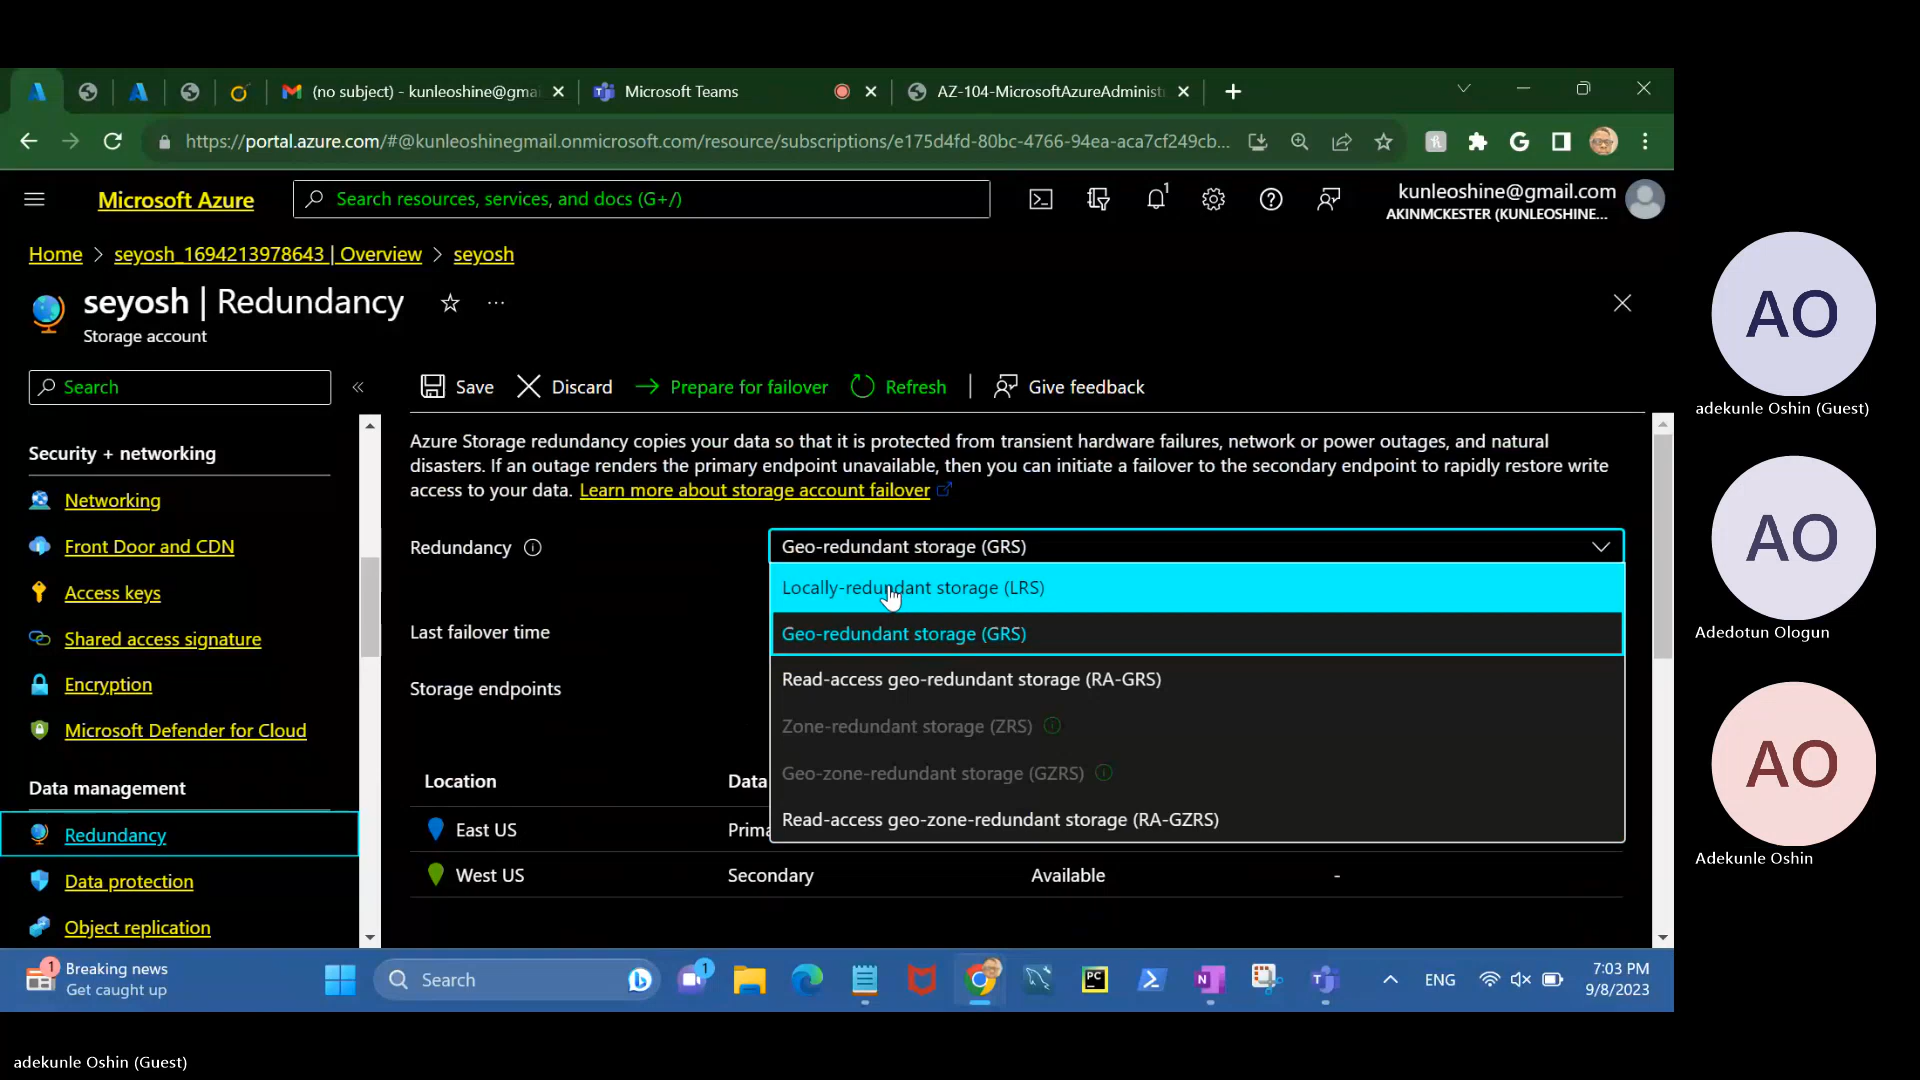 (no subject) - kunleoshine@gma
Microsoft Teams
AZ-104-MicrosoftAzureAdminist
https://portal.azure.com/#@kunleoshinegmail.onmicrosoft.com/resource/subscriptions/e175d4fd-80bc-4766-94ea-aca7cf249cb...
Microsoft Azure
Search resources, services, and docs (G+/)
1
kunleoshine@gmail.com
AKINMCKESTER (KUNLEOSHINE...
Home > seyosh_1694213978643 | Overview > seyosh
seyosh | Redundancy
Storage account
Search
Save
Discard
Prepare for failover
Refresh
Give feedback
Security + networking
Networking
Front Door and CDN
Access keys
Shared access signature
Encryption
Microsoft Defender for Cloud
Data management
Redundancy
Data protection
Object replication
Azure Storage redundancy copies your data so that it is protected from transient hardware failures, network or power outages, and natural
disasters. If an outage renders the primary endpoint unavailable, then you can initiate a failover to the secondary endpoint to rapidly restore write
access to your data. Learn more about storage account failover
Redundancy
Geo-redundant storage (GRS)
Locally-redundant storage (LRS)
Geo-redundant storage (GRS)
Read-access geo-redundant storage (RA-GRS)
Zone-redundant storage (ZRS)
Geo-zone-redundant storage (GZRS)
Read-access geo-zone-redundant storage (RA-GZRS)
Last failover time
Storage endpoints
Location
Data
East US
Prima
West US
Secondary
Available
-
AO
adekunle Oshin (Guest)
AO
Adedotun Ologun
AO
Adekunle Oshin
1
Breaking news
Get caught up
Search
1
PC
N
T
ENG
7:03 PM
9/8/2023
adekunle Oshin (Guest)